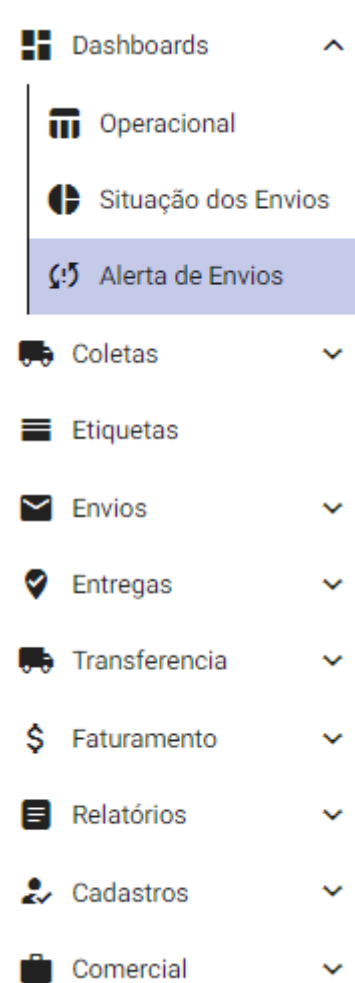 Dashboards
Operacional
Situação dos Envios
Alerta de Envios
Coletas
Etiquetas
Envios
Entregas
Transferencia
$ Faturamento
Relatórios
Cadastros
Comercial